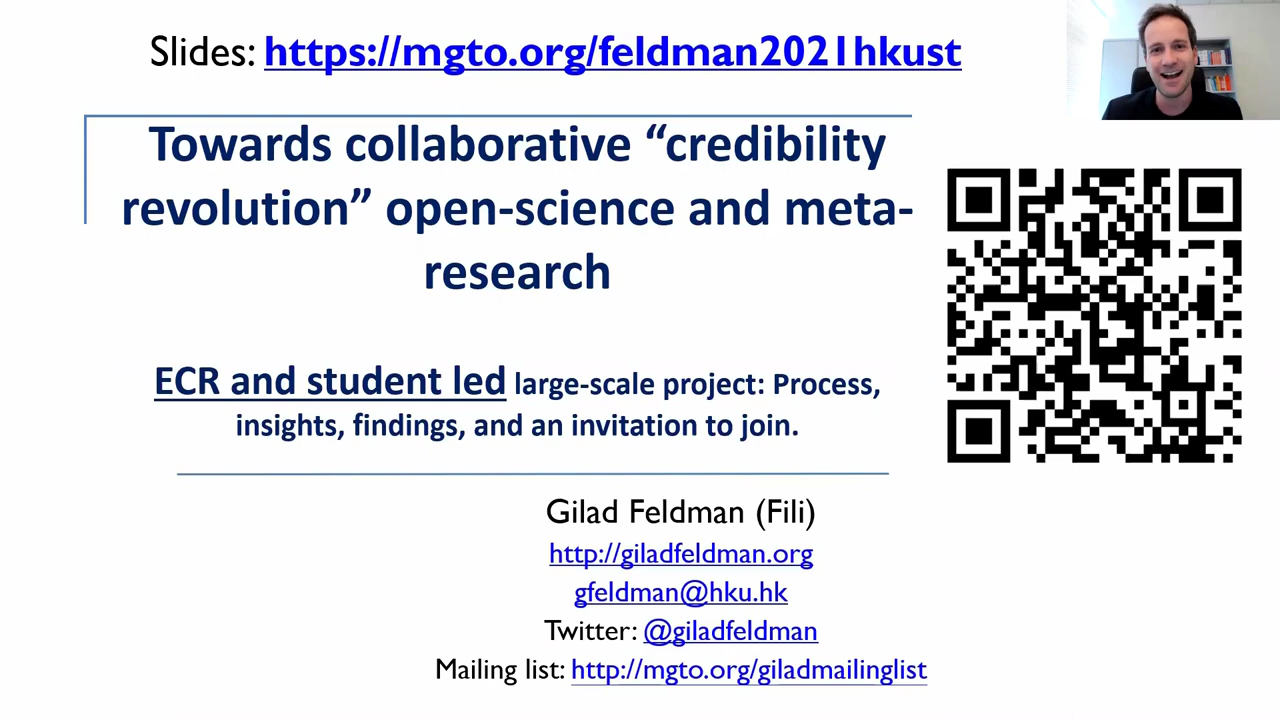 Slides: https://mgto.org/feldman2021hkust
Towards collaborative “credibility
revolution” open-science and meta-
research
ECR and student led large-scale project: Process,
insights, findings, and an invitation to join.
Gilad Feldman (Fili)
http://giladfeldman.org
gfeldman@hku.hk
Twitter: @giladfeldman
Mailing list: http://mgto.org/giladmailinglist